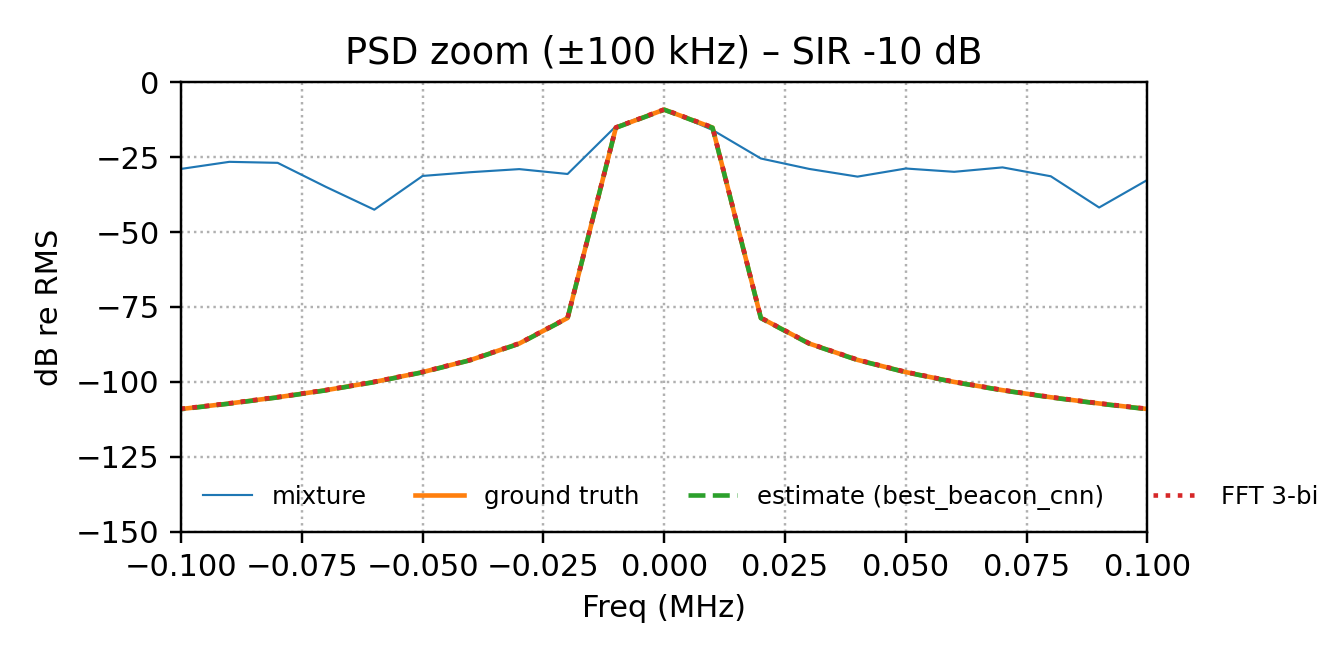 PSD zoom (±100 kHz) – SIR -10 dB
0
−25
−50
−75
−100
−125
−150
dB re RMS
mixture ground truth estimate (best_beacon_cnn) FFT 3-bi
−0.100 −0.075 −0.050 −0.025 0.000 0.025 0.050 0.075 0.100
Freq (MHz)